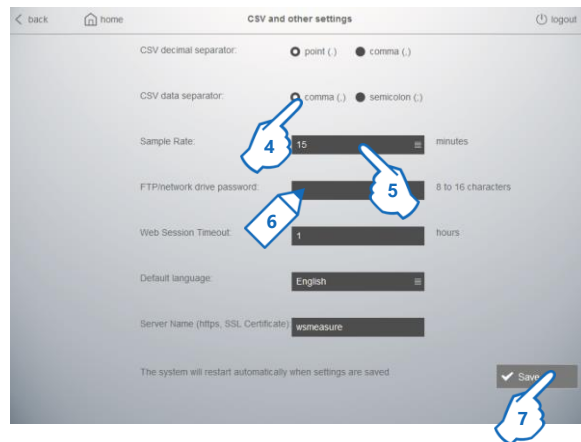 back home CSV and other settings logout
CSV decimal separator: point (.) comma (,)
CSV data separator: comma (,) semicolon (;)
4
Sample Rate: 15 minutes
5
FTP/network drive password: 8 to 16 characters
6
Web Session Timeout: 1 hours
Default language: English
Server Name (https, SSL Certificate): wsmeasure
The system will restart automatically when settings are saved Save
7